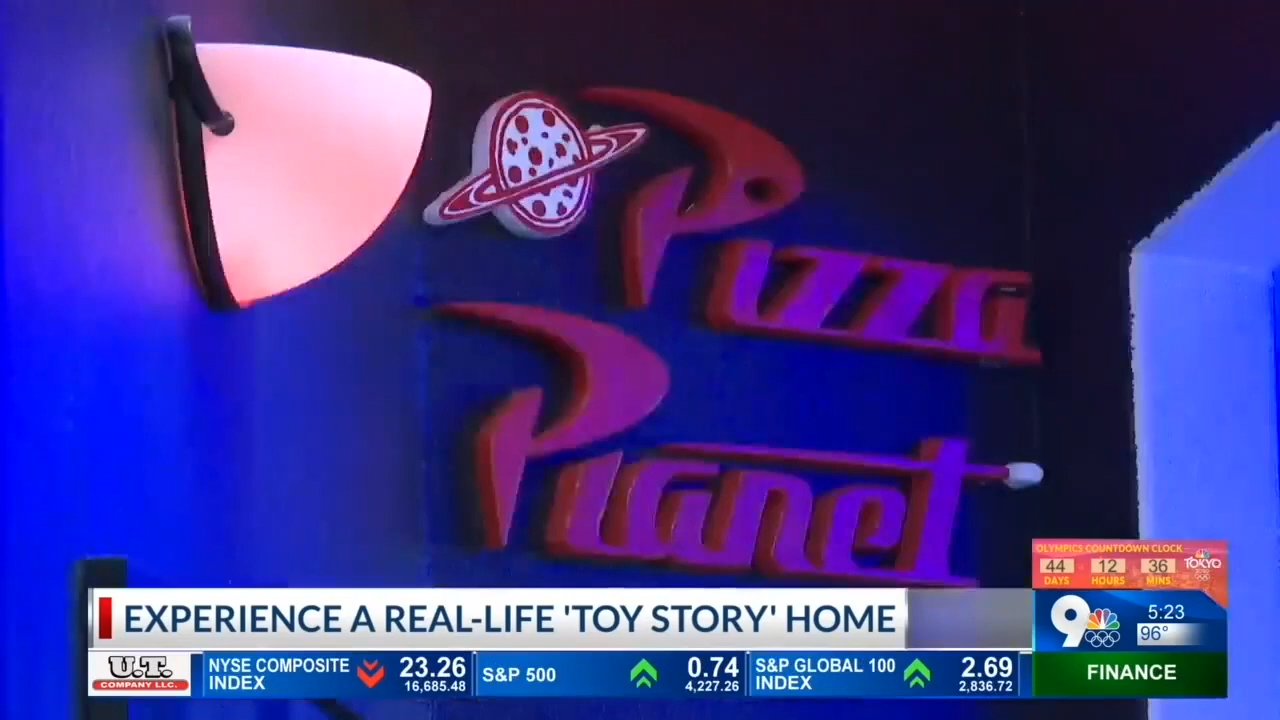 Pizza
Planet
OLYMPICS COUNTDOWN CLOCK
44 12 36
DAYS HOURS MINS
TOKYO
EXPERIENCE A REAL-LIFE 'TOY STORY' HOME
9 5:23
96°
U.T.
COMPANY LLC.
NYSE COMPOSITE INDEX 23.26
16,685.48
S&P 500 0.74
4,227.26
S&P GLOBAL 100 INDEX 2.69
2,836.72
FINANCE